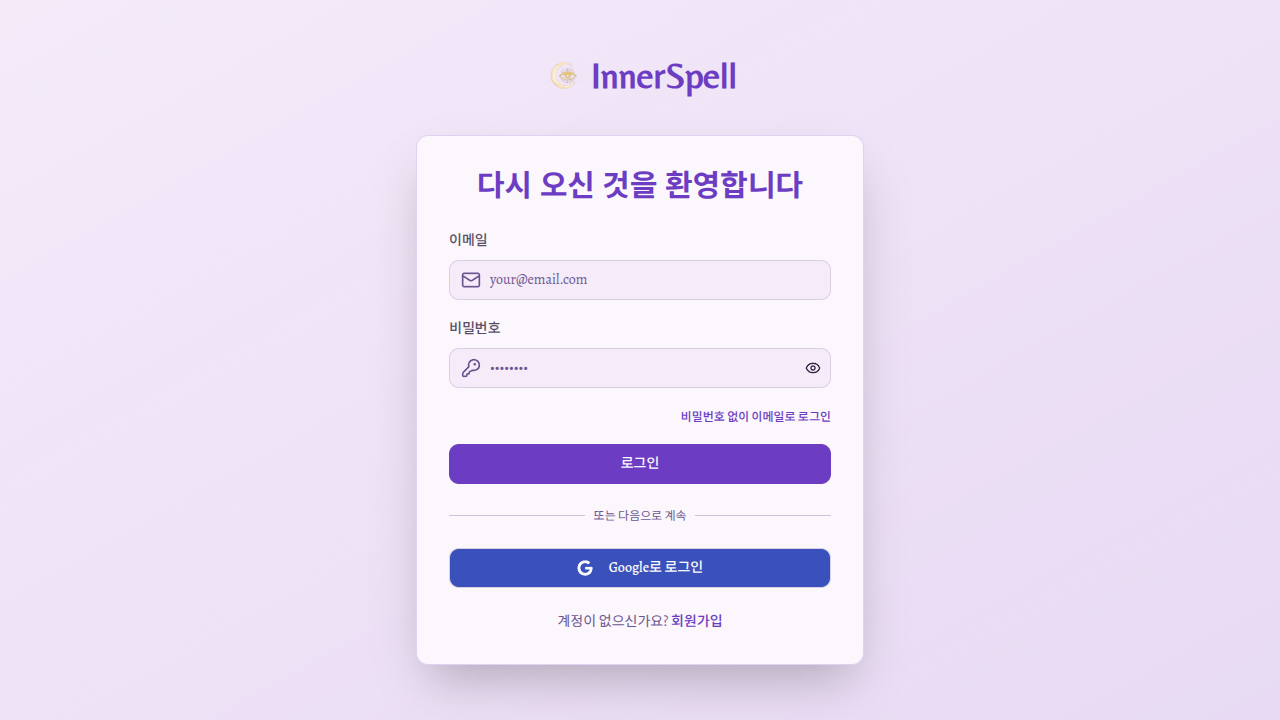 InnerSpell
다시 오신 것을 환영합니다
이메일
your@email.com
비밀번호
••••••••
비밀번호 없이 이메일로 로그인
로그인
또는 다음으로 계속
Google로 로그인
계정이 없으신가요? 회원가입